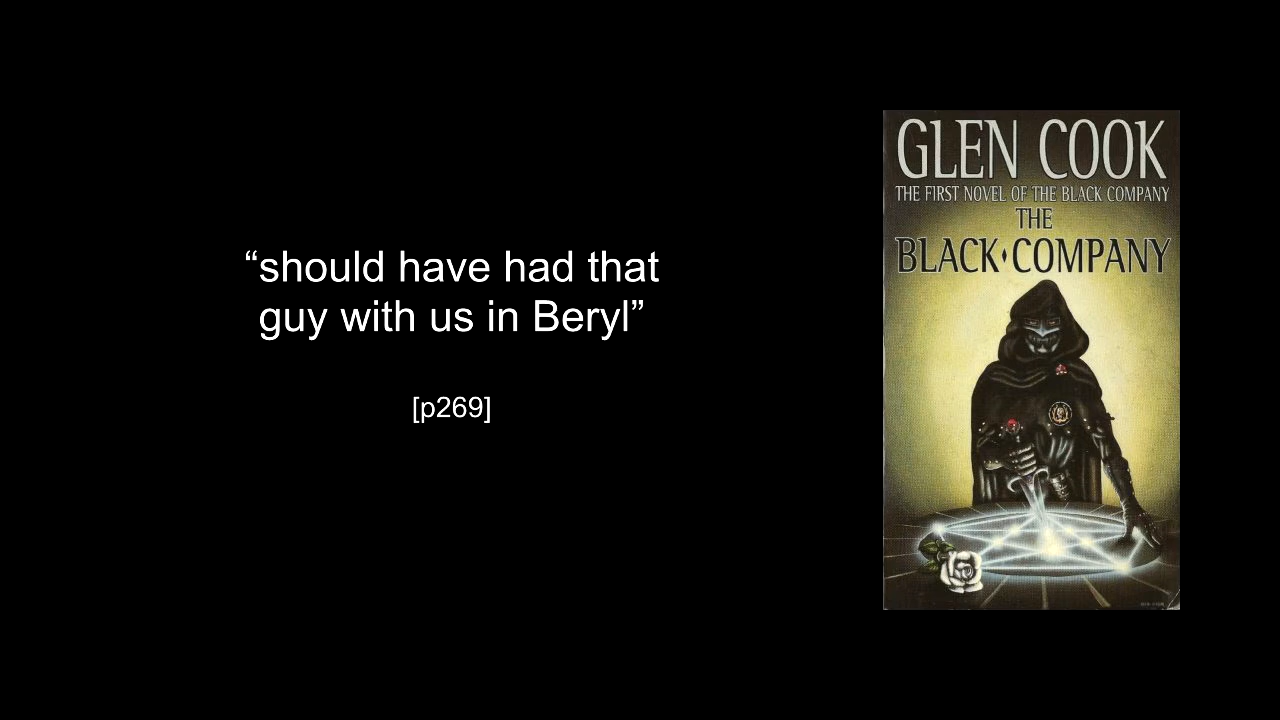 “should have had that
guy with us in Beryl”
[p269]
GLEN COOK
THE FIRST NOVEL OF THE BLACK COMPANY
THE
BLACK•COMPANY